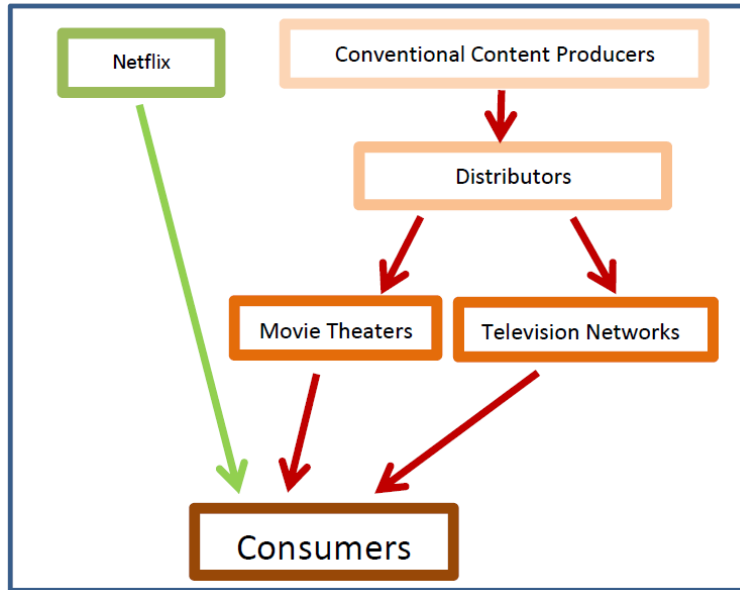 Netflix
Conventional Content Producers
Distributors
Movie Theaters
Television Networks
Consumers